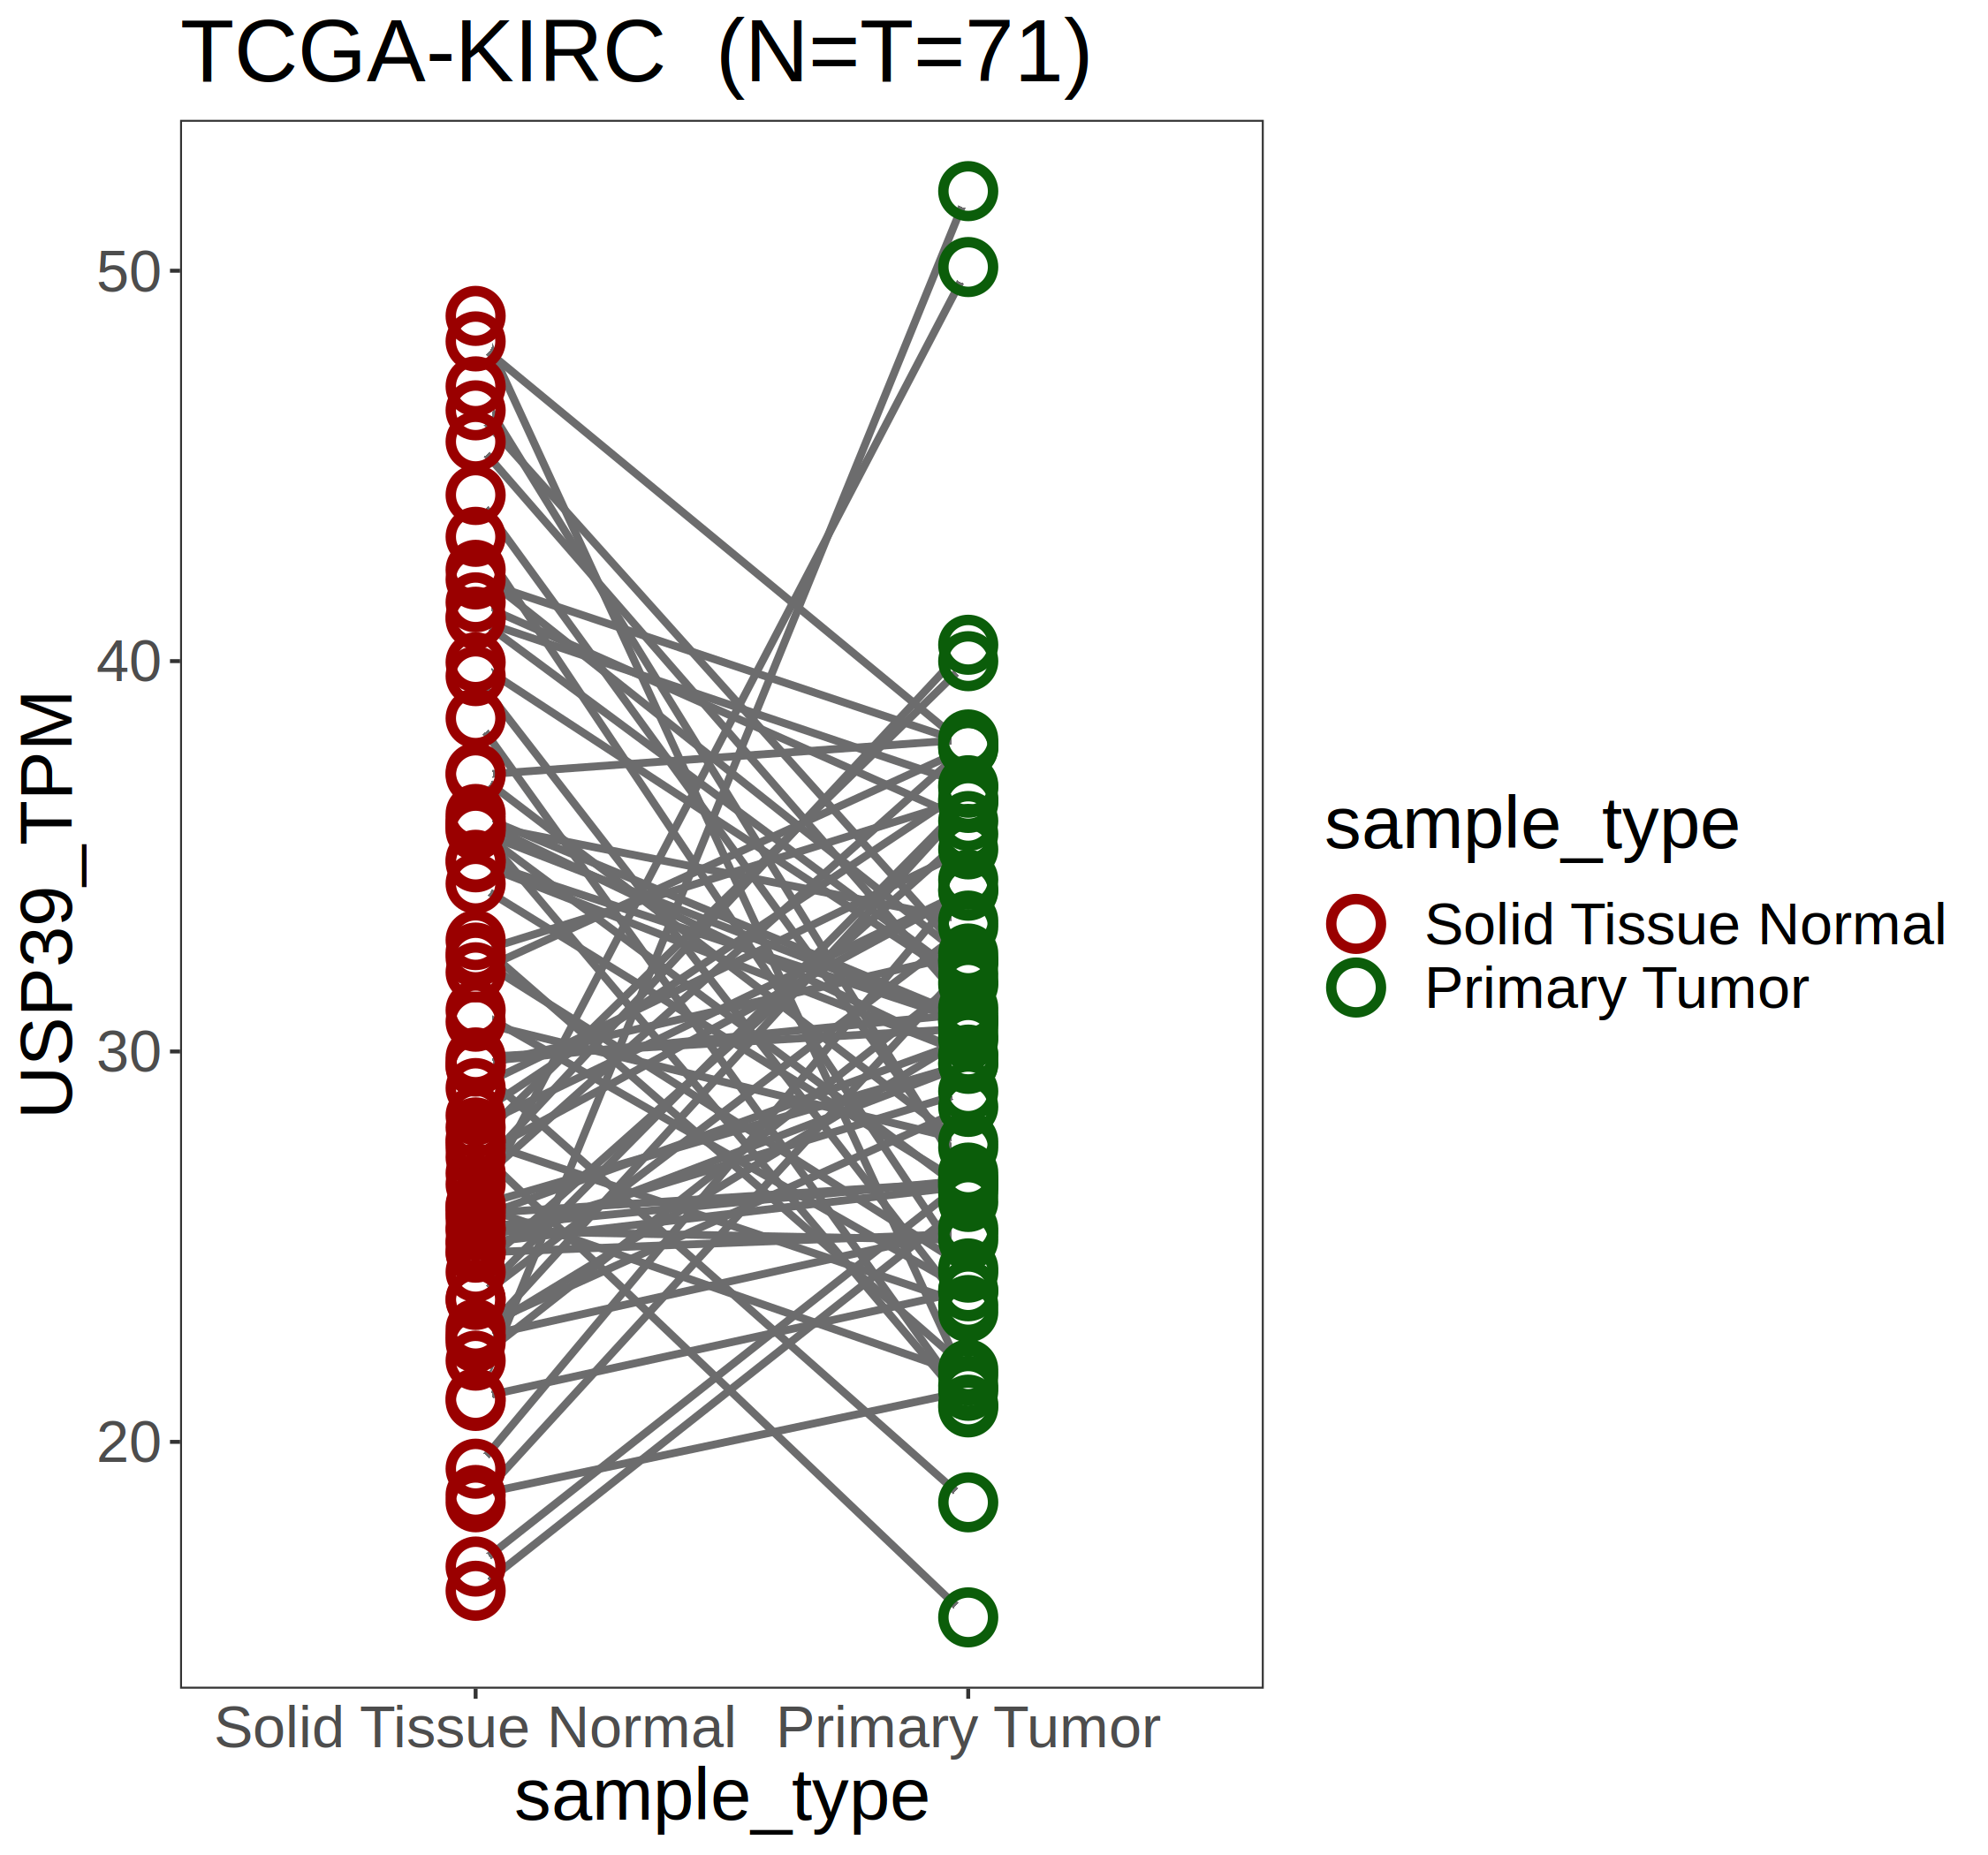 TCGA-KIRC  (N=T=71)
USP39_TPM
50
40
30
20
Solid Tissue Normal
Primary Tumor
sample_type
sample_type
Solid Tissue Normal
Primary Tumor